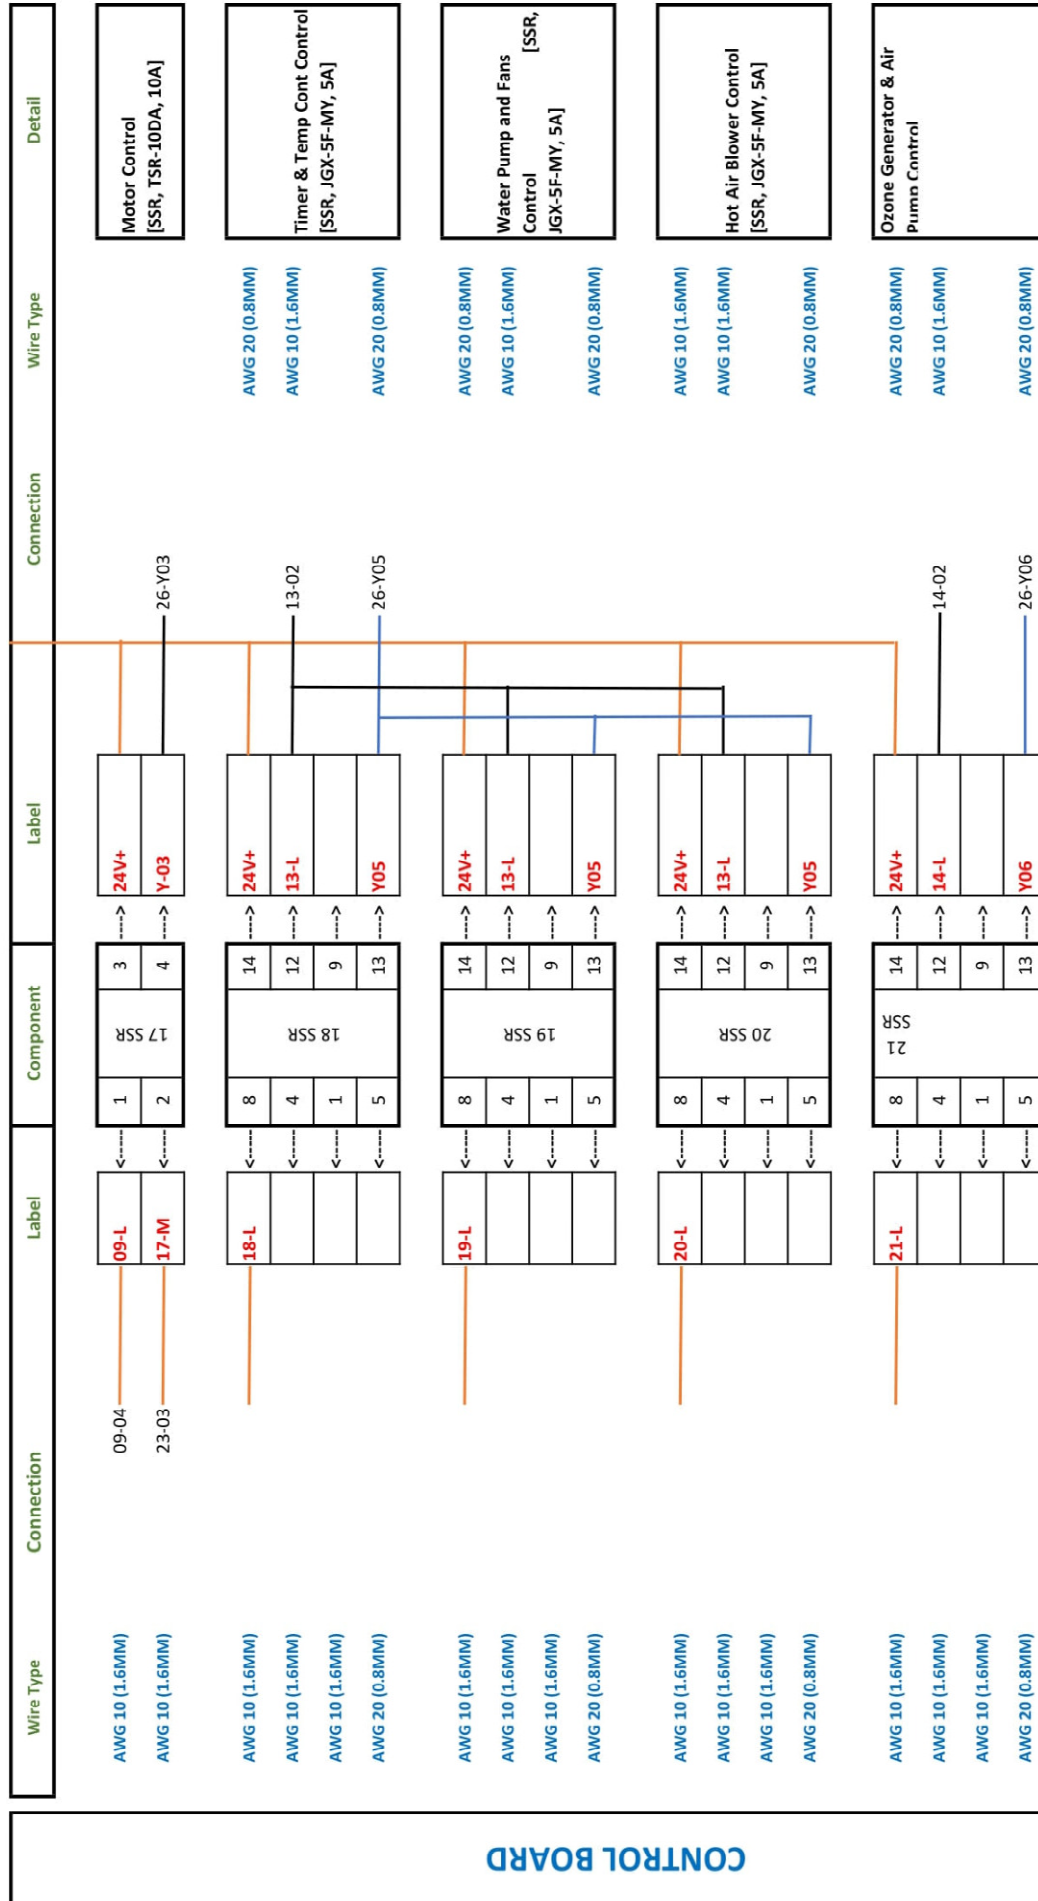 CONTROL BOARD
Wire Type Connection Label Component Label Connection Wire Type Detail
AWG 10 (1.6MM) 09-04 09-L <----- 1 17 SSR 3 ----> 24V+ Motor Control
AWG 10 (1.6MM) 23-03 17-M <----- 2 4 ----> Y-03 26-Y03 [SSR, TSR-10DA, 10A]
AWG 10 (1.6MM) 18-L <----- 8 18 SSR 14 ----> 24V+ AWG 20 (0.8MM)
AWG 10 (1.6MM) <----- 4 12 ----> 13-L 13-02 AWG 10 (1.6MM) Timer & Temp Cont Control
AWG 10 (1.6MM) <----- 1 9 ----> [SSR, JGX-5F-MY, 5A]
AWG 20 (0.8MM) <----- 5 13 ----> Y05 26-Y05 AWG 20 (0.8MM)
AWG 10 (1.6MM) 19-L <----- 8 19 SSR 14 ----> 24V+ AWG 20 (0.8MM)
AWG 10 (1.6MM) <----- 4 12 ----> 13-L AWG 10 (1.6MM) Water Pump and Fans
Control [SSR,
AWG 10 (1.6MM) <----- 1 9 ----> JGX-5F-MY, 5A]
AWG 20 (0.8MM) <----- 5 13 ----> Y05 AWG 20 (0.8MM)
AWG 10 (1.6MM) 20-L <----- 8 20 SSR 14 ----> 24V+ AWG 10 (1.6MM)
AWG 10 (1.6MM) <----- 4 12 ----> 13-L AWG 10 (1.6MM) Hot Air Blower Control
AWG 10 (1.6MM) <----- 1 9 ----> [SSR, JGX-5F-MY, 5A]
AWG 20 (0.8MM) <----- 5 13 ----> Y05 AWG 20 (0.8MM)
AWG 10 (1.6MM) 21-L <----- 8 21 SSR 14 ----> 24V+ AWG 20 (0.8MM) Ozone Generator & Air
AWG 10 (1.6MM) <----- 4 12 ----> 14-L 14-02 AWG 10 (1.6MM) Pump Control
AWG 10 (1.6MM) <----- 1 9 ---->
AWG 20 (0.8MM) <----- 5 13 ----> Y06 26-Y06 AWG 20 (0.8MM)